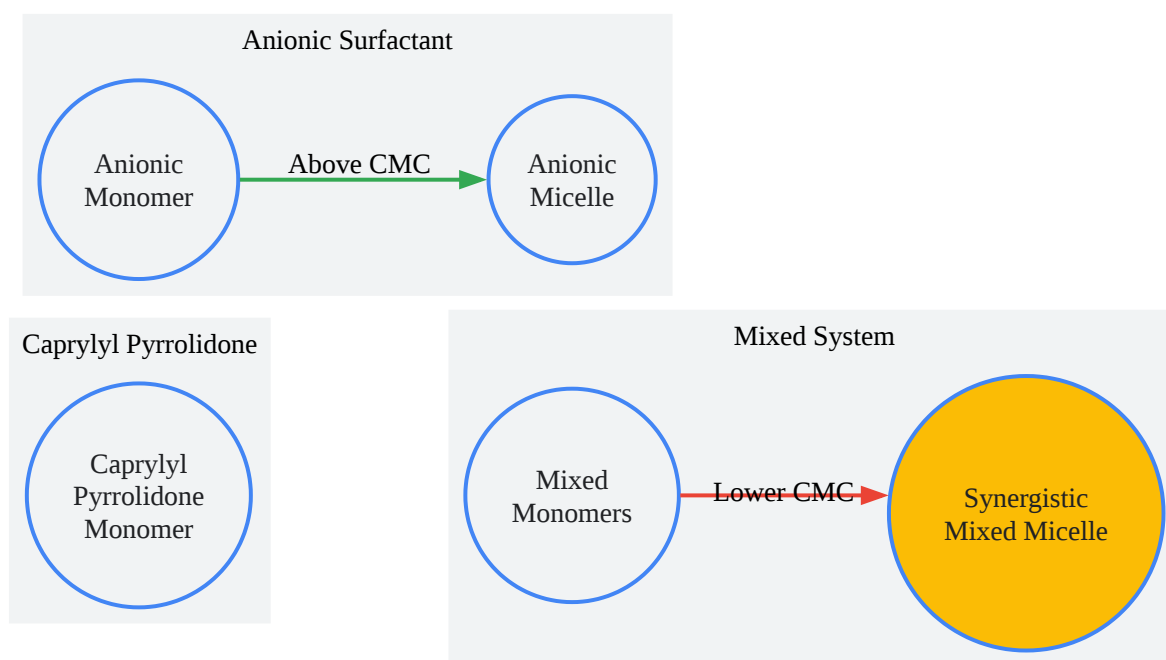 Anionic Surfactant
Anionic
Monomer
Above CMC
Anionic
Micelle
Caprylyl Pyrrolidone
Caprylyl
Pyrrolidone
Monomer
Mixed System
Mixed
Monomers
Lower CMC
Synergistic
Mixed Micelle